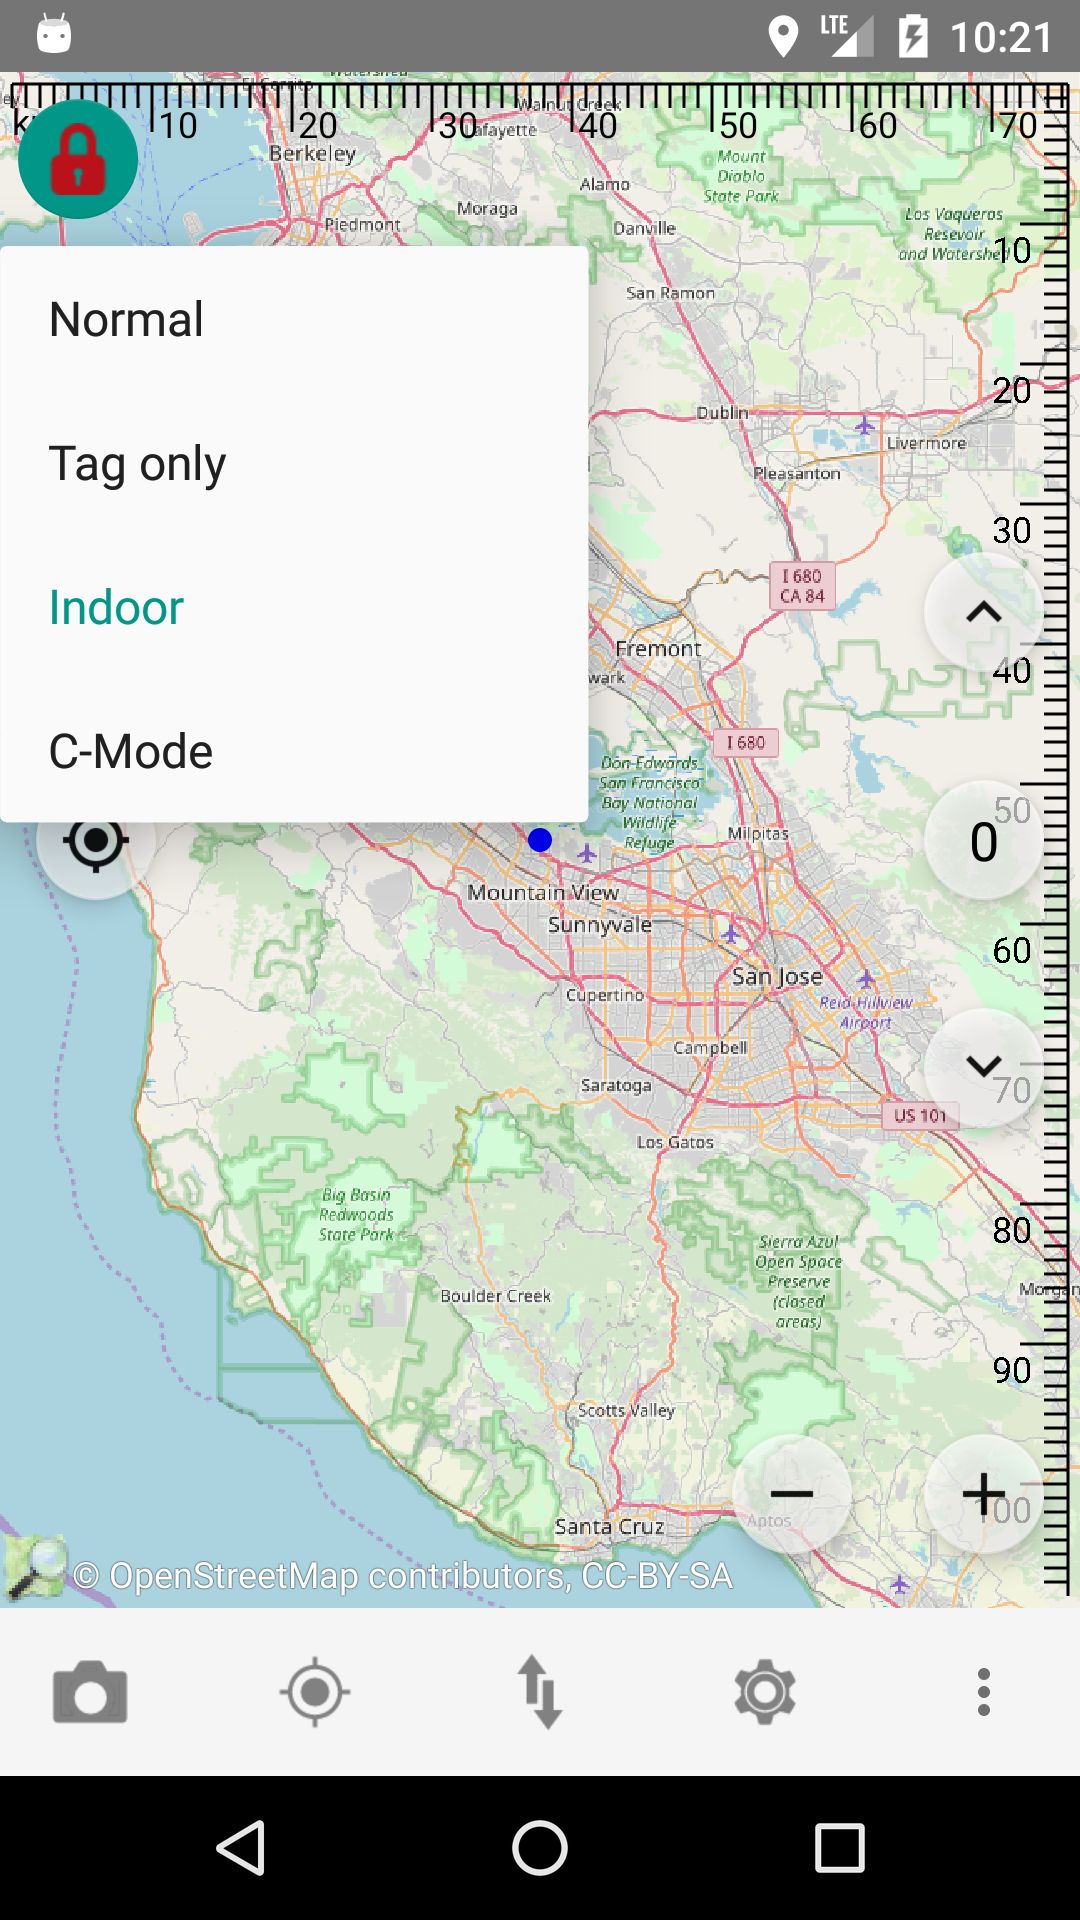 LTE
10:21
El Cerrito
Watershed
Walnut Creek
10
20
30
40
50
60
70
Lafayette
Berkeley
Mount
Diablo
State Park
Alamo
Moraga
Piedmont
Danville
Los Vaqueros
Resevoir
and Watershed
10
San Ramon
Normal
Tag only
Indoor
C-Mode
20
Dublin
Livermore
Pleasanton
30
I 680
CA 84
Fremont
wark
40
I 680
Don Edwards
San Francisco
Bay National
Wildlife
Refuge
50
Milpitas
0
Mountain View
Sunnyvale
60
San Jose
Cupertino
Reid-Hillview
Airport
Campbell
Saratoga
70
US 101
Los Gatos
Big Basin
Redwoods
State Park
80
Sierra Azul
Open Space
Preserve
(closed
areas)
Morgan
Boulder Creek
90
Scotts Valley
100
Aptos
Santa Cruz
© OpenStreetMap contributors, CC-BY-SA